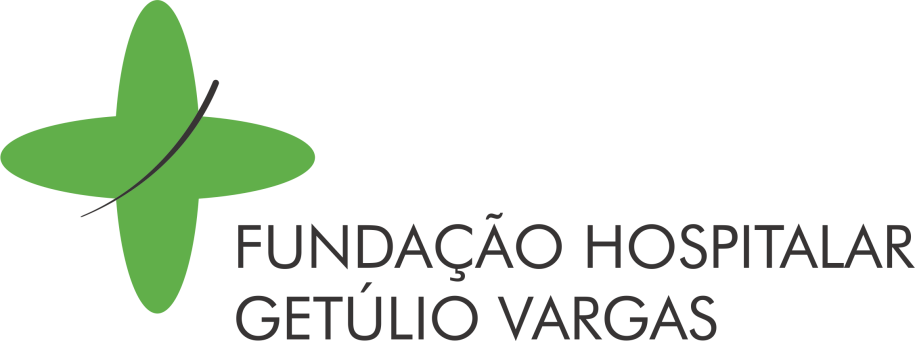 FUNDAÇÃO HOSPITALAR
GETÚLIO VARGAS